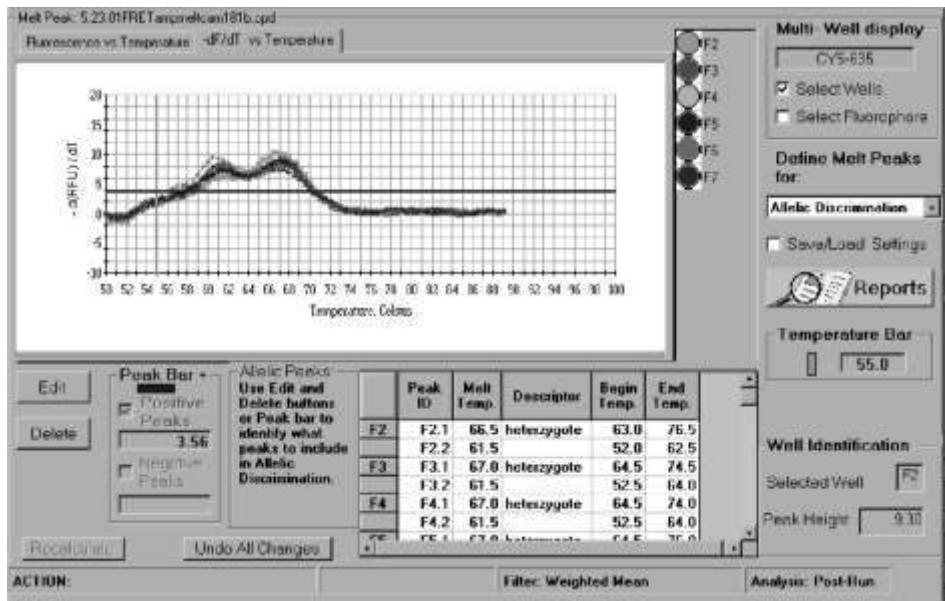 Melt Peak: 5.23.01FRETampmeltcam181b.opd
Fluorescence vs Temperature
-dF/dT vs Temperature
F2
F3
F4
F5
F6
F7
Multi- Well display
CY5-635
Select Wells
Select Fluorophore
Define Melt Peaks
for:
Allelic Discrimination
Save/Load Settings
Reports
Temperature Bar
55.0
Well Identification
Selected Well F2
Peak Height 9.30
- d(RFU) / dT
20
15
10
5
0
-5
-10
50 52 54 56 58 60 62 64 66 68 70 72 74 76 78 80 82 84 86 88 90 92 94 96 98 100
Temperature, Celsius
Edit
Delete
Peak Bar +
Positive
Peaks
3.56
Negative
Peaks
Allelic Peaks
Use Edit and
Delete buttons
or Peak bar to
identify what
peaks to include
in Allelic
Discrimination.
Peak ID Melt Temp. Descriptor Begin Temp. End Temp.
F2 F2.1 66.5 heterzygote 63.0 76.5
F2.2 61.5 52.0 62.5
F3 F3.1 67.0 heterzygote 64.5 74.5
F3.2 61.5 52.5 64.0
F4 F4.1 67.0 heterzygote 64.5 74.0
F4.2 61.5 52.5 64.0
Undo All Changes
ACTION:
Filter: Weighted Mean
Analysis: Post-Run